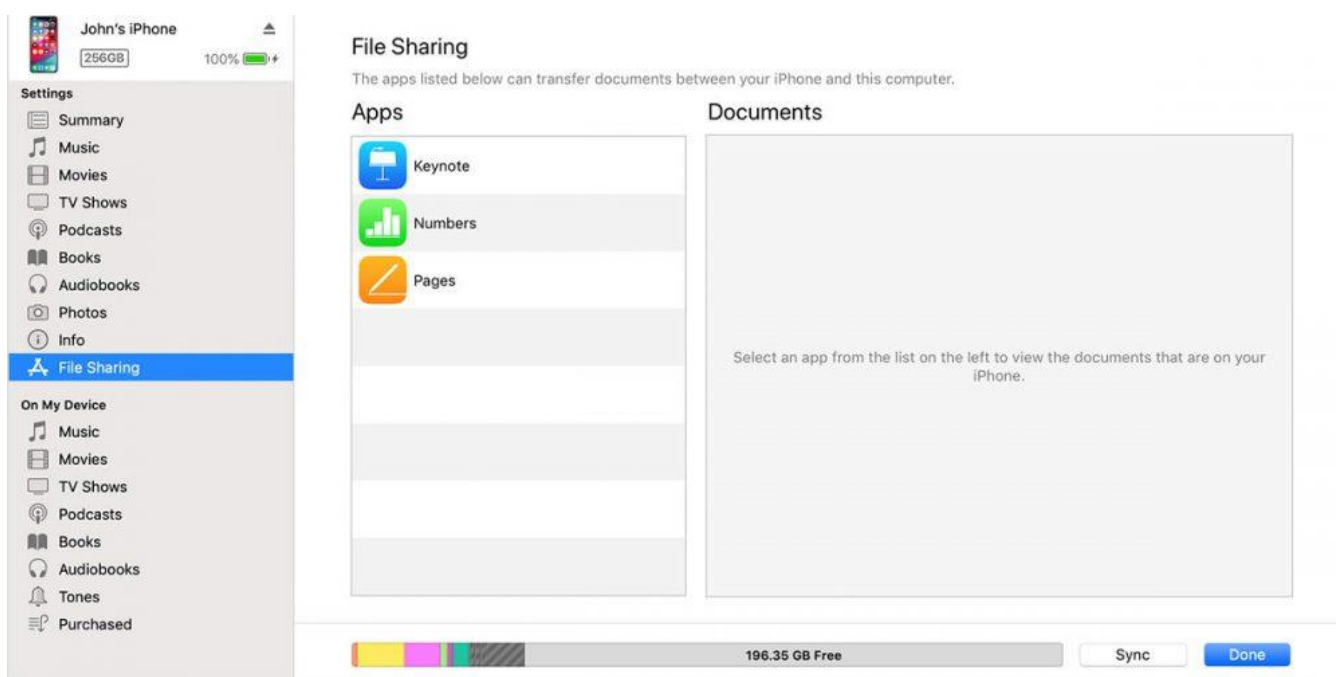 John's iPhone
256GB
100%
Settings
Summary
Music
Movies
TV Shows
Podcasts
Books
Audiobooks
Photos
Info
File Sharing
On My Device
Music
Movies
TV Shows
Podcasts
Books
Audiobooks
Tones
Purchased
File Sharing
The apps listed below can transfer documents between your iPhone and this computer.
Apps
Keynote
Numbers
Pages
Documents
Select an app from the list on the left to view the documents that are on your
iPhone.
196.35 GB Free
Sync
Done